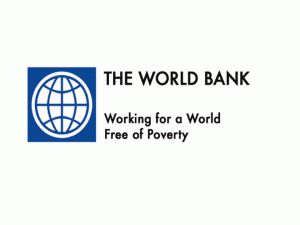 THE WORLD BANK
Working for a World
Free of Poverty